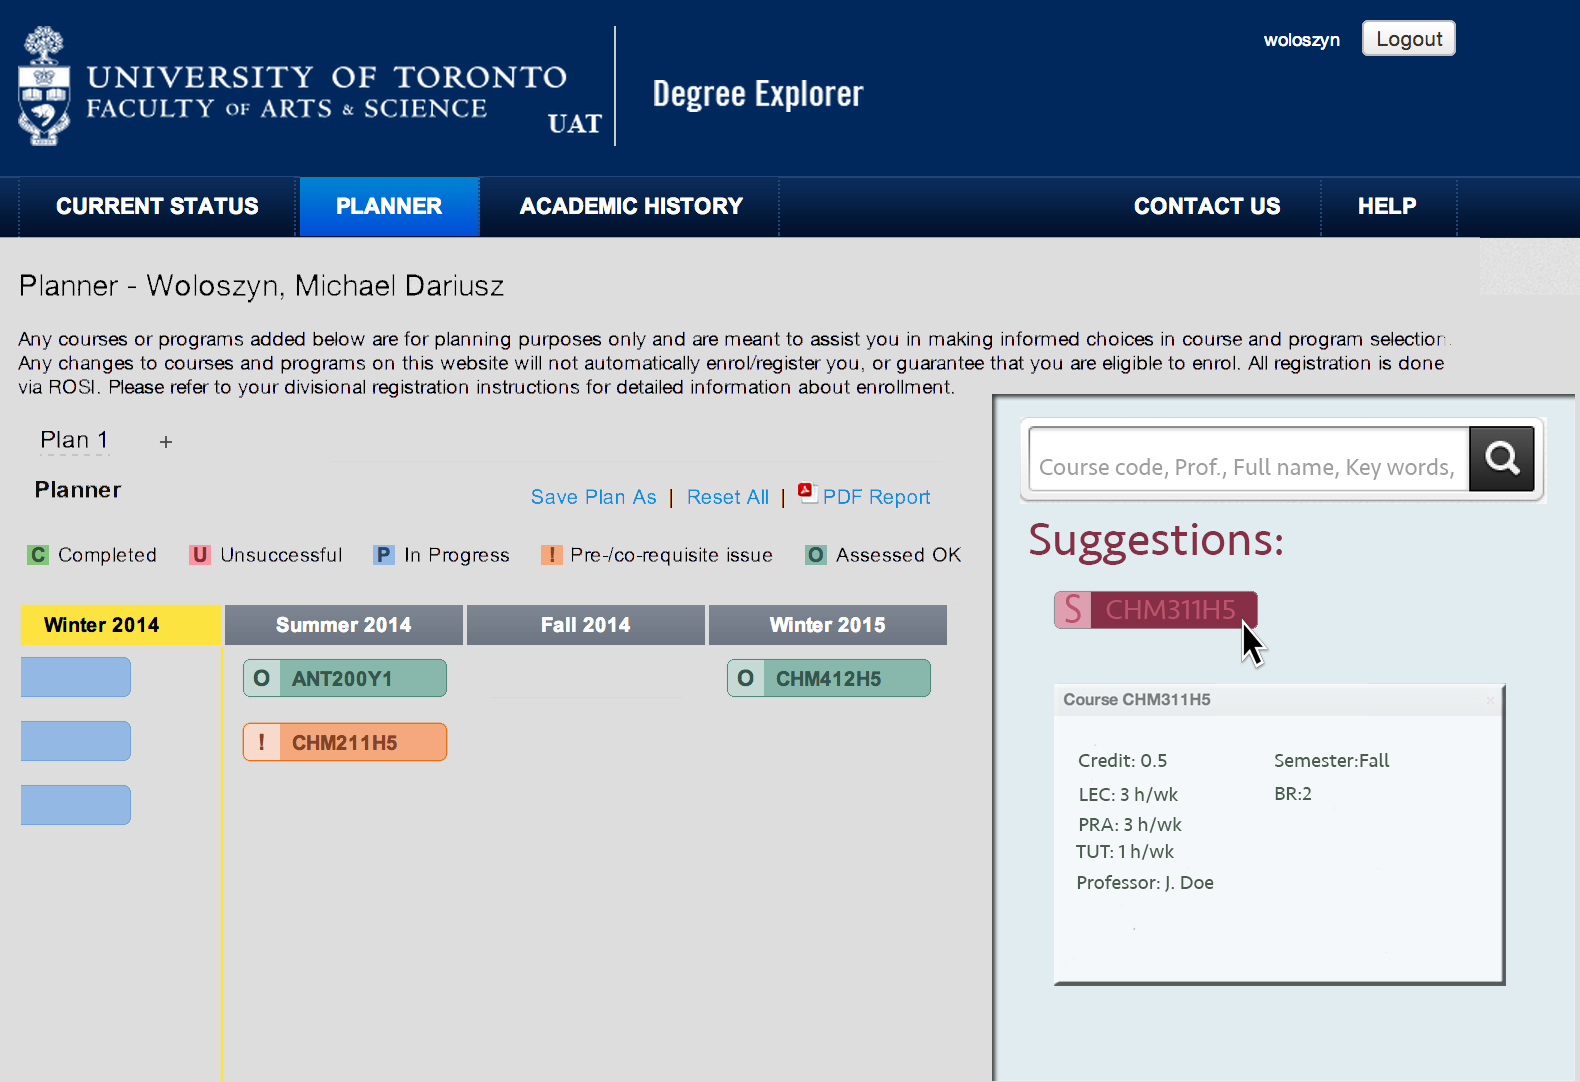 UNIVERSITY OF TORONTO
FACULTY OF ARTS & SCIENCE
UAT
Degree Explorer
woloszyn
Logout
CURRENT STATUS
PLANNER
ACADEMIC HISTORY
CONTACT US
HELP
Planner - Woloszyn, Michael Dariusz
Any courses or programs added below are for planning purposes only and are meant to assist you in making informed choices in course and program selection.
Any changes to courses and programs on this website will not automatically enrol/register you, or guarantee that you are eligible to enrol. All registration is done
via ROSI. Please refer to your divisional registration instructions for detailed information about enrollment.
Plan 1 +
Planner
Save Plan As | Reset All | PDF Report
C Completed
U Unsuccessful
P In Progress
! Pre-/co-requisite issue
O Assessed OK
Winter 2014
Summer 2014
Fall 2014
Winter 2015
O ANT200Y1
O CHM412H5
! CHM211H5
Course code, Prof., Full name, Key words,
Suggestions:
S CHM311H5
Course CHM311H5
×
Credit: 0.5
Semester:Fall
LEC: 3 h/wk
BR:2
PRA: 3 h/wk
TUT: 1 h/wk
Professor: J. Doe